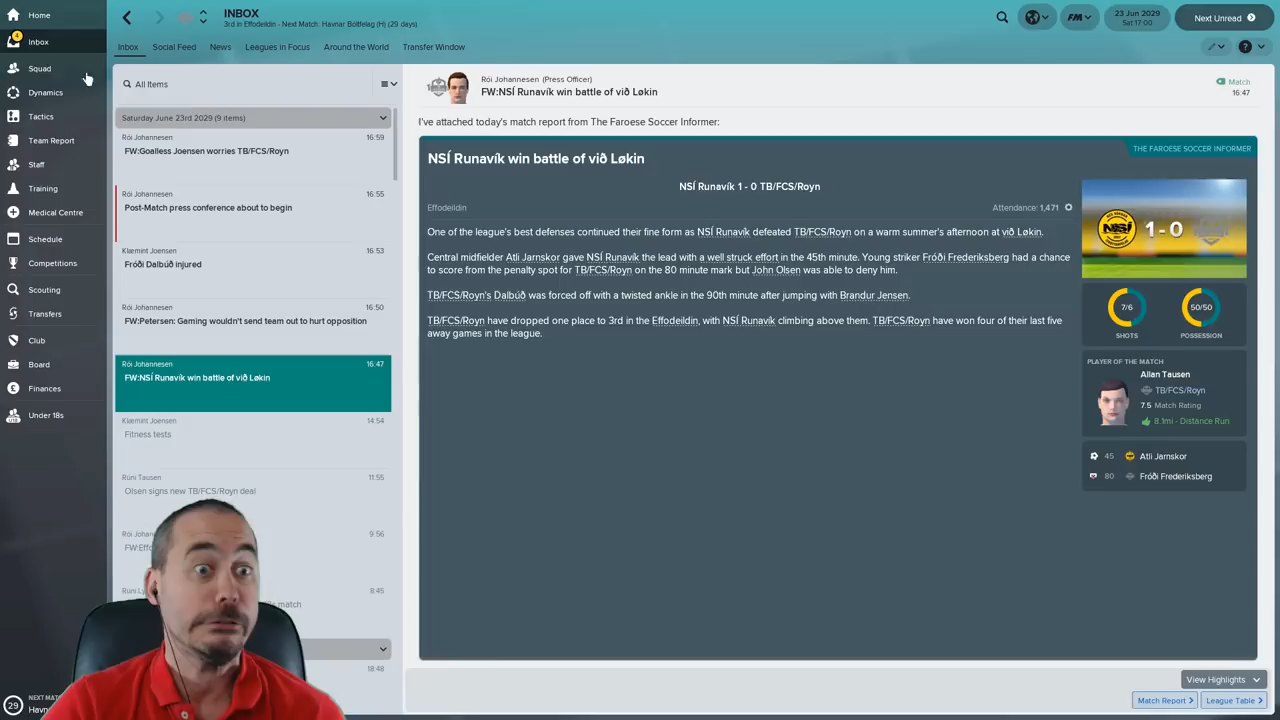 Home
4
Inbox
Squad
Dynamics
Tactics
Team Report
Staff
Training
Medical Centre
Schedule
Competitions
Scouting
Transfers
Club
Board
Finances
Under 18s
29
NEXT MAT
Havn
INBOX
3rd in Effodeildin - Next Match: Havnar Bóltfelag (H) (29 days)
FM
23 Jun 2029
Sat 17:00
Next Unread
Inbox
Social Feed
News
Leagues in Focus
Around the World
Transfer Window
?
All Items
Saturday June 23rd 2029 (9 items)
Rói Johannesen 16:59
FW:Goalless Joensen worries TB/FCS/Royn
Rói Johannesen 16:55
Post-Match press conference about to begin
Klæmint Joensen 16:53
Fróði Dalbúð injured
Rói Johannesen 16:50
FW:Petersen: Gaming wouldn't send team out to hurt opposition
Rói Johannesen 16:47
FW:NSÍ Runavík win battle of við Løkin
Klæmint Joensen 14:54
Fitness tests
Rúni Tausen 11:55
Olsen signs new TB/FCS/Royn deal
9:56
8:45
match
18:48
Rói Johannesen (Press Officer)
FW:NSÍ Runavík win battle of við Løkin
Match
16:47
I've attached today's match report from The Faroese Soccer Informer:
NSÍ Runavík win battle of við Løkin
THE FAROESE SOCCER INFORMER
NSÍ Runavík 1 - 0 TB/FCS/Royn
Effodeildin
Attendance: 1,471
One of the league's best defenses continued their fine form as NSÍ Runavík defeated TB/FCS/Royn on a warm summer's afternoon at við Løkin.
Central midfielder Atli Jarnskor gave NSÍ Runavík the lead with a well struck effort in the 45th minute. Young striker Fróði Frederiksberg had a chance
to score from the penalty spot for TB/FCS/Royn on the 80 minute mark but John Olsen was able to deny him.
TB/FCS/Royn's Dalbúð was forced off with a twisted ankle in the 90th minute after jumping with Brandur Jensen.
TB/FCS/Royn have dropped one place to 3rd in the Effodeildin, with NSÍ Runavík climbing above them. TB/FCS/Royn have won four of their last five
away games in the league.
1 - 0
7/6
SHOTS
50/50
POSSESSION
PLAYER OF THE MATCH
Allan Tausen
TB/FCS/Royn
7.5 Match Rating
8.1mi - Distance Run
45 Atli Jarnskor
80 Fróði Frederiksberg
View Highlights
Match Report
League Table